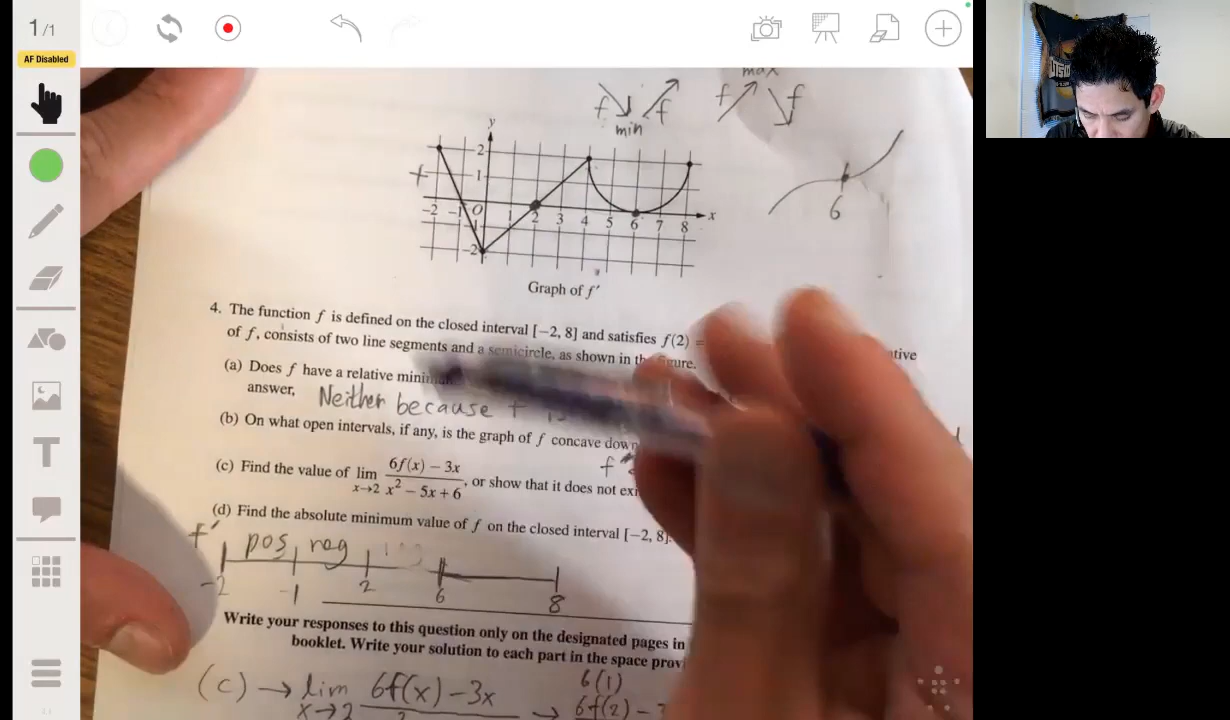 1/1
AF Disabled
max
f f f f
min
6
y
2
+
1
-2 -1 O 1 2 3 4 5 6 7 8 x
-1
-2
Graph of f′
4. The function f is defined on the closed interval [−2, 8] and satisfies f(2) =
of f, consists of two line segments and a semicircle, as shown in the figure.
(a) Does f have a relative
answer,
Neither because f
(b) On what open intervals, if any, is the graph of f concave down
f
(c) Find the value of lim x→2 6f(x) − 3x / x² − 5x + 6, or show that it does not exi
(d) Find the absolute minimum value of f on the closed interval [−2, 8].
f′ pos neg
-2 -1 2 6 8
Write your responses to this question only on the designated pages in
booklet. Write your solution to each part in the space prov
(c) → lim x→2 6f(x) −3x →
6(1)
6f(2) −
T